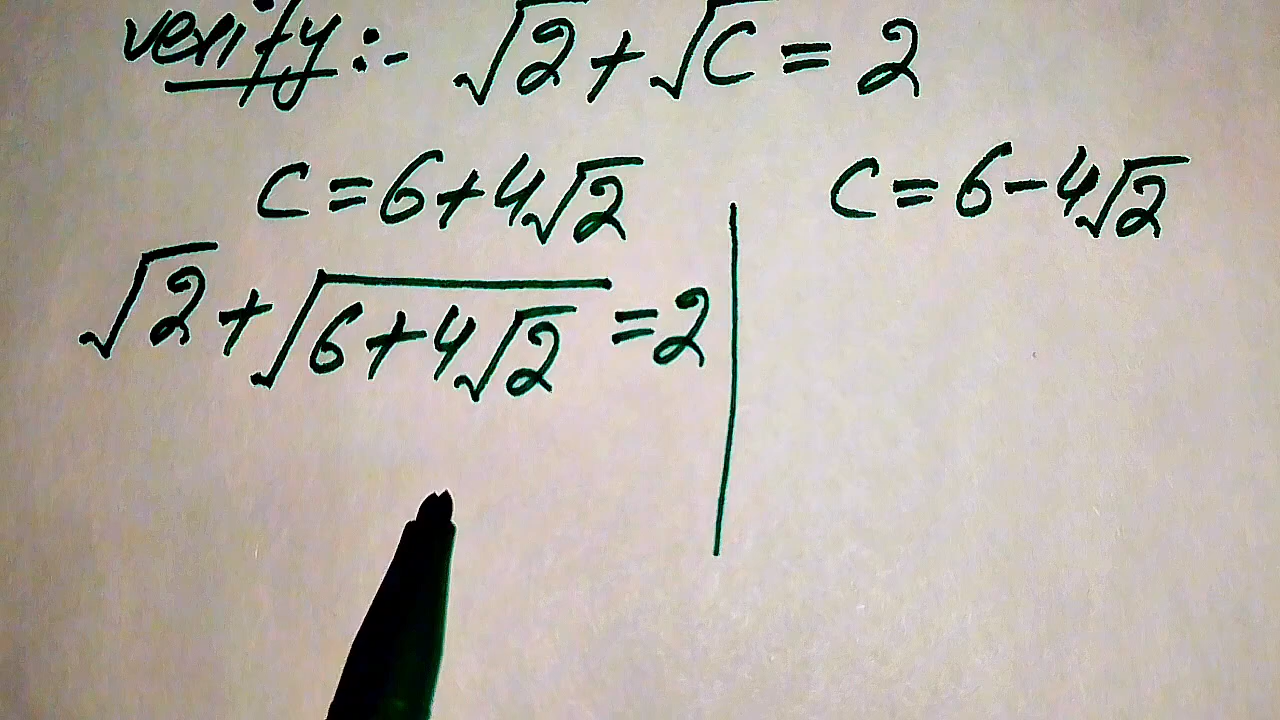 verify :- √2 + √C = 2
C = 6 + 4√2
C = 6 - 4√2
√2 + √(6 + 4√2) = 2